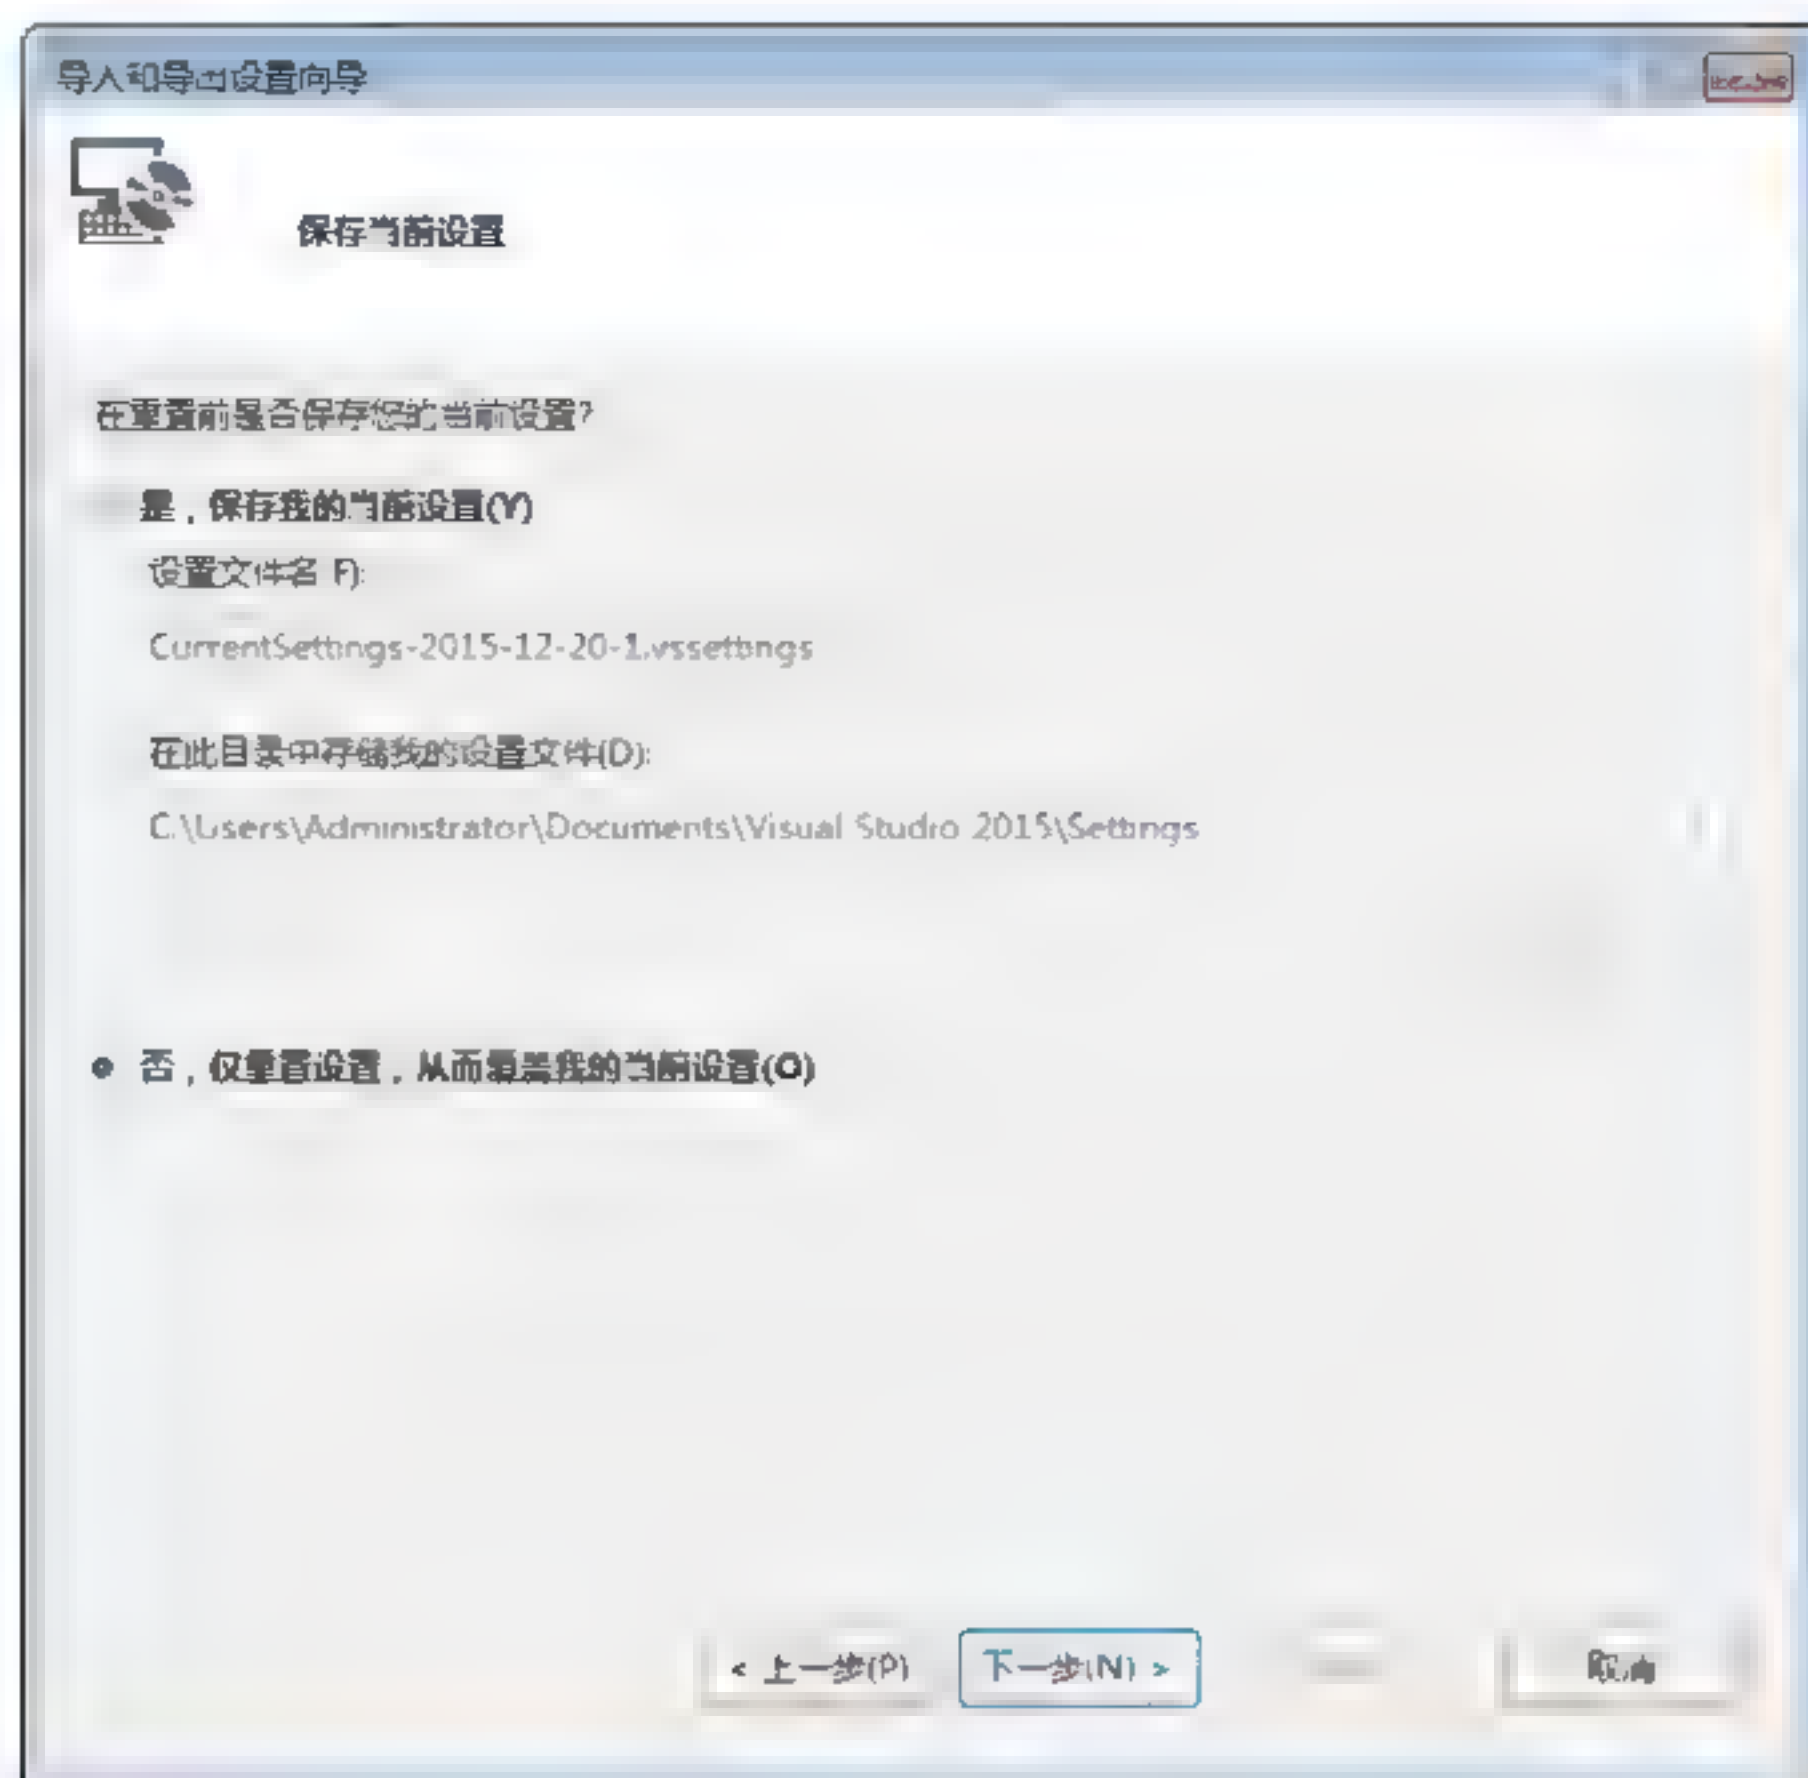 导入和导出设置向导
保存当前设置
在重置前是否保存您的当前设置?
是，保存我的当前设置(Y)
设置文件名 F):
CurrentSettings-2015-12-20-1.vssettings
在此目录中存储我的设置文件(D):
C:\Users\Administrator\Documents\Visual Studio 2015\Settings
否，仅重置设置，从而覆盖我的当前设置(O)
< 上一步(P)
下一步(N) >
取消